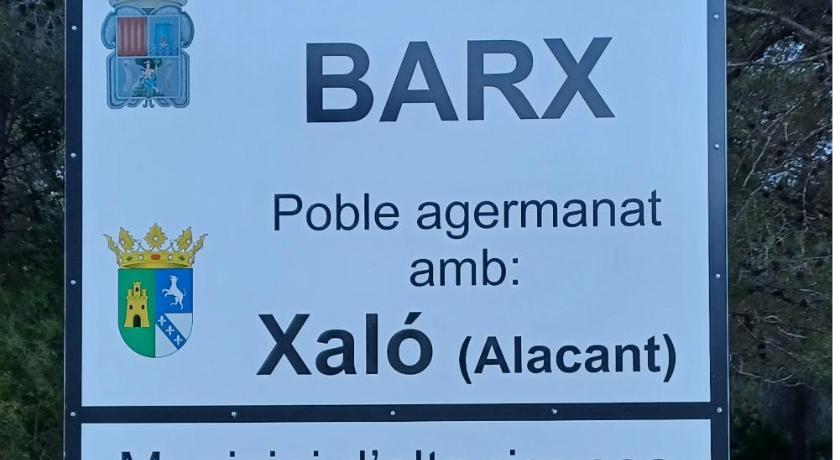 BARX
Poble agermanat
amb:
Xaló (Alacant)